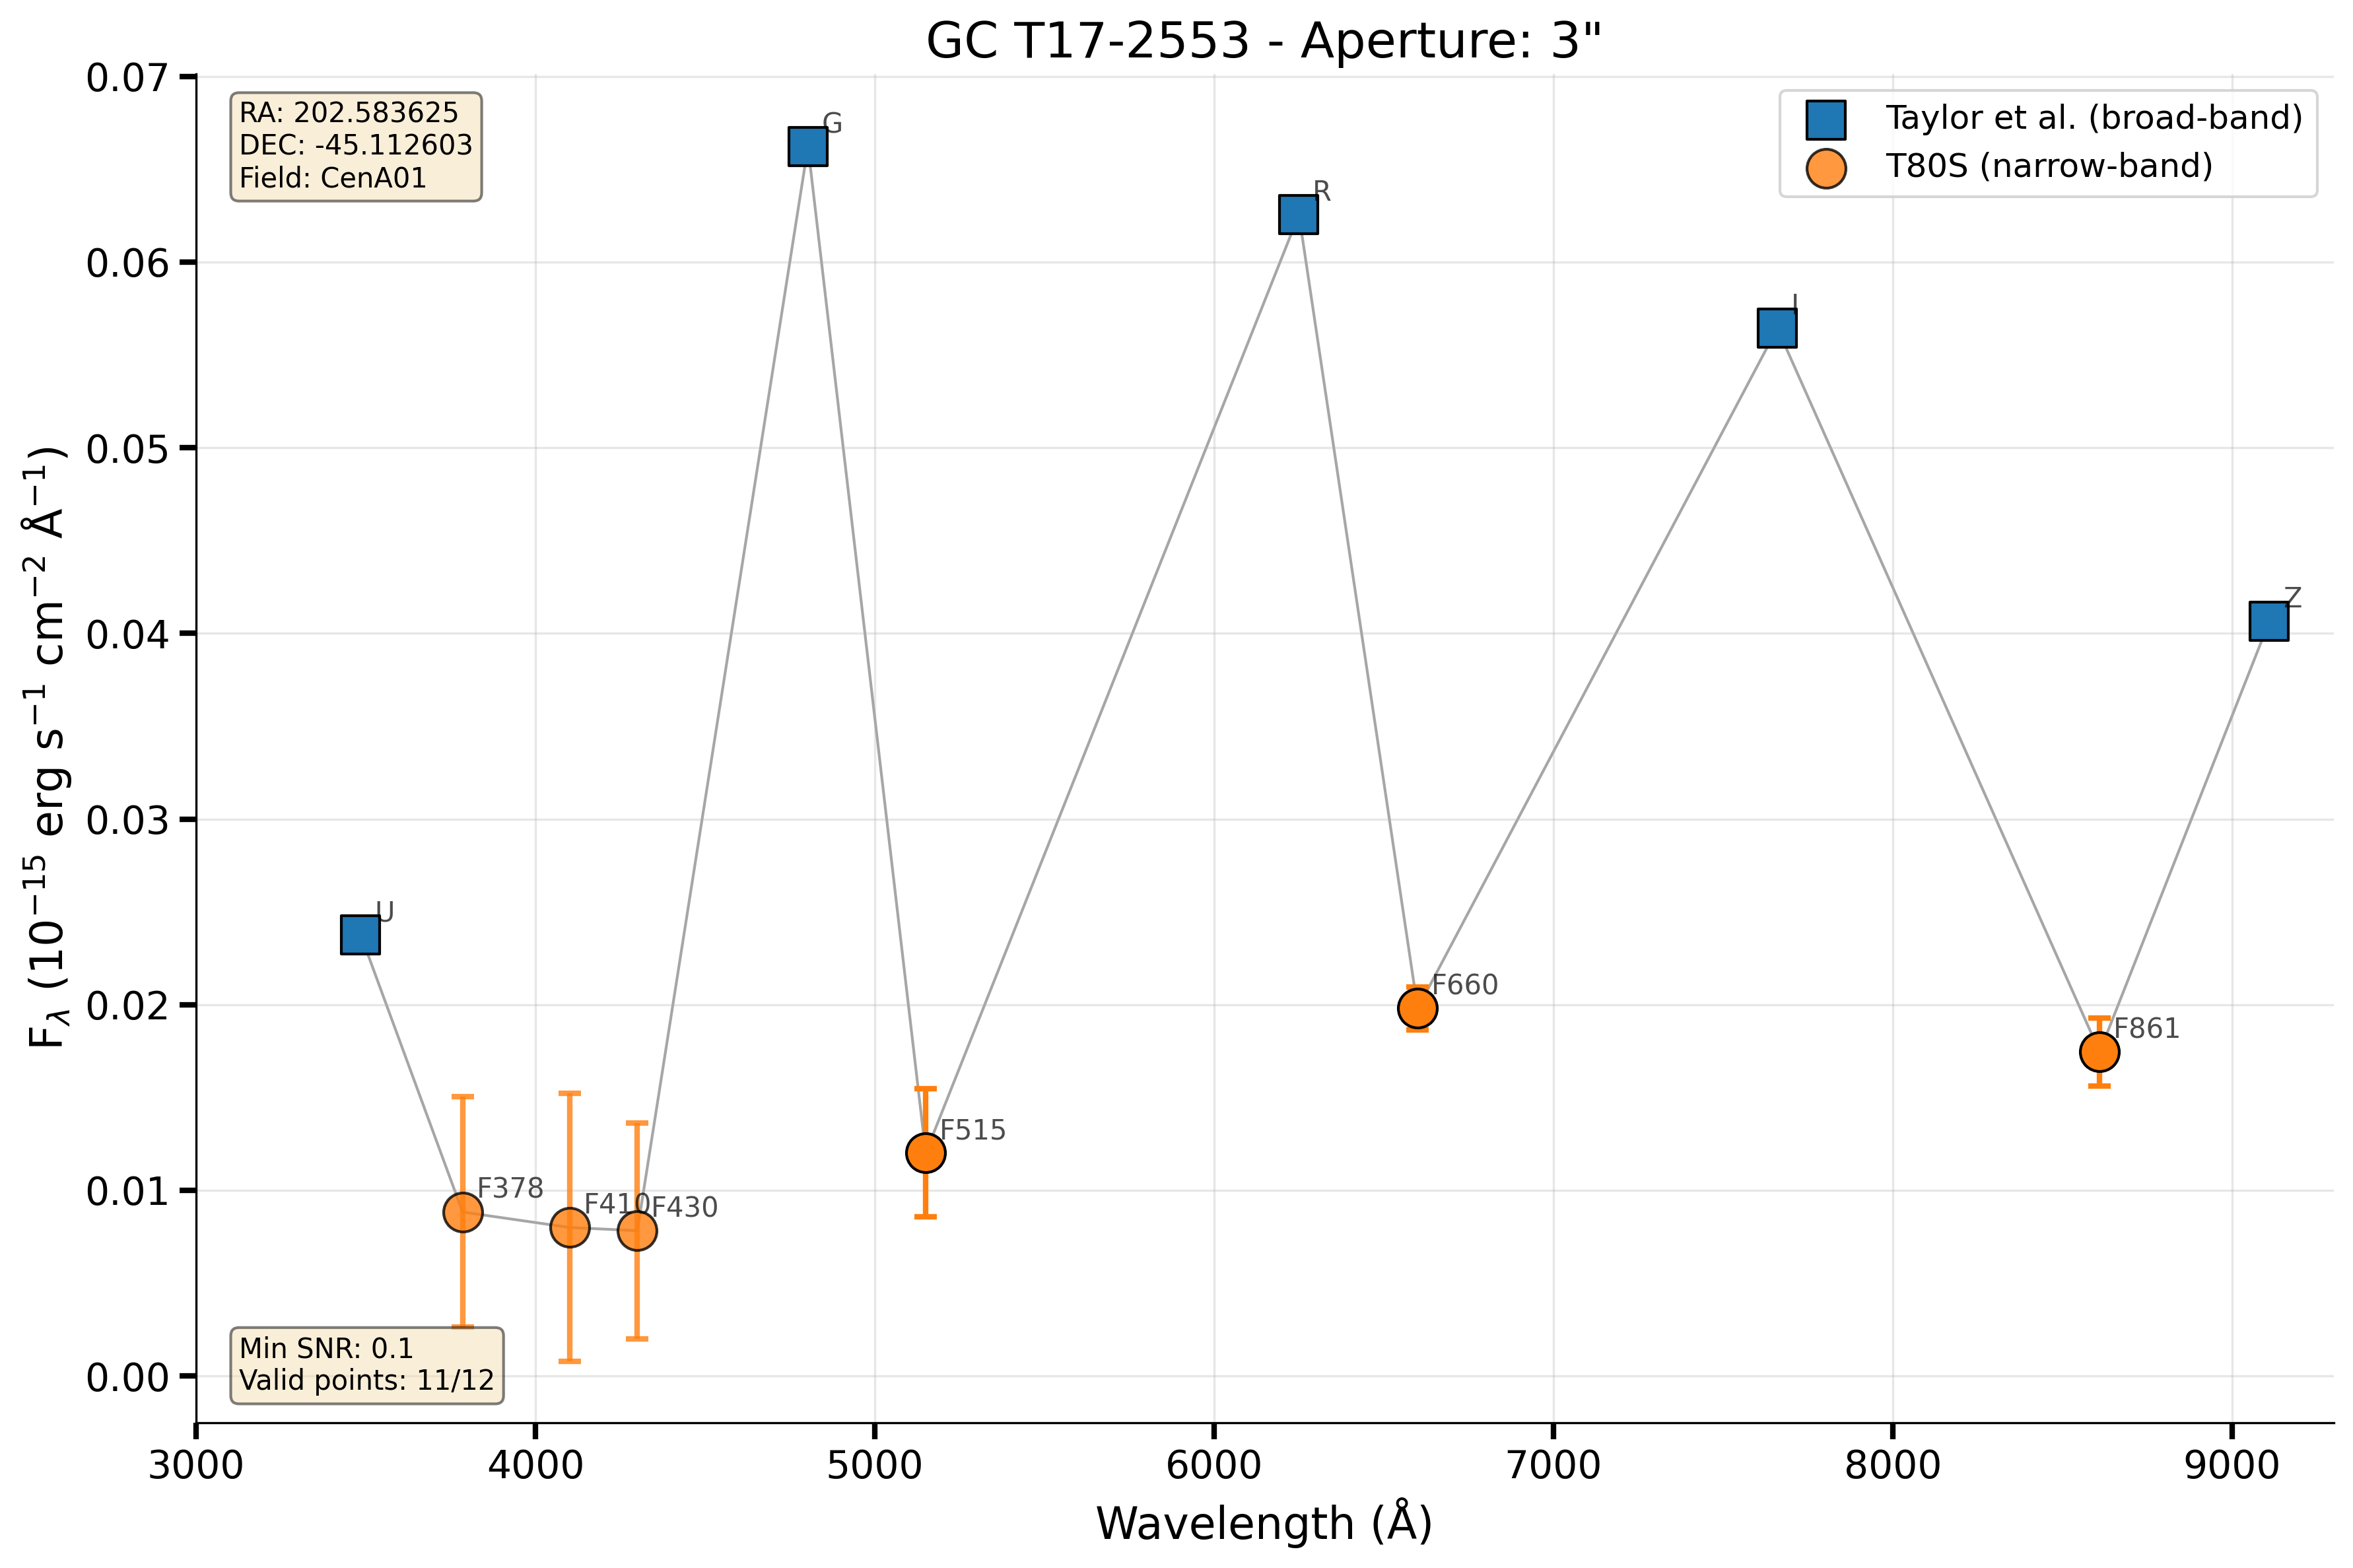 GC T17-2553 - Aperture: 3"
RA: 202.583625
DEC: -45.112603
Field: CenA01
Taylor et al. (broad-band)
T80S (narrow-band)
0.07
0.06
0.05
0.04
0.03
0.02
0.01
0.00
F_λ (10⁻¹⁵ erg s⁻¹ cm⁻² Å⁻¹)
U
F378
F410
F430
G
F515
R
F660
I
F861
Z
Min SNR: 0.1
Valid points: 11/12
3000
4000
5000
6000
7000
8000
9000
Wavelength (Å)